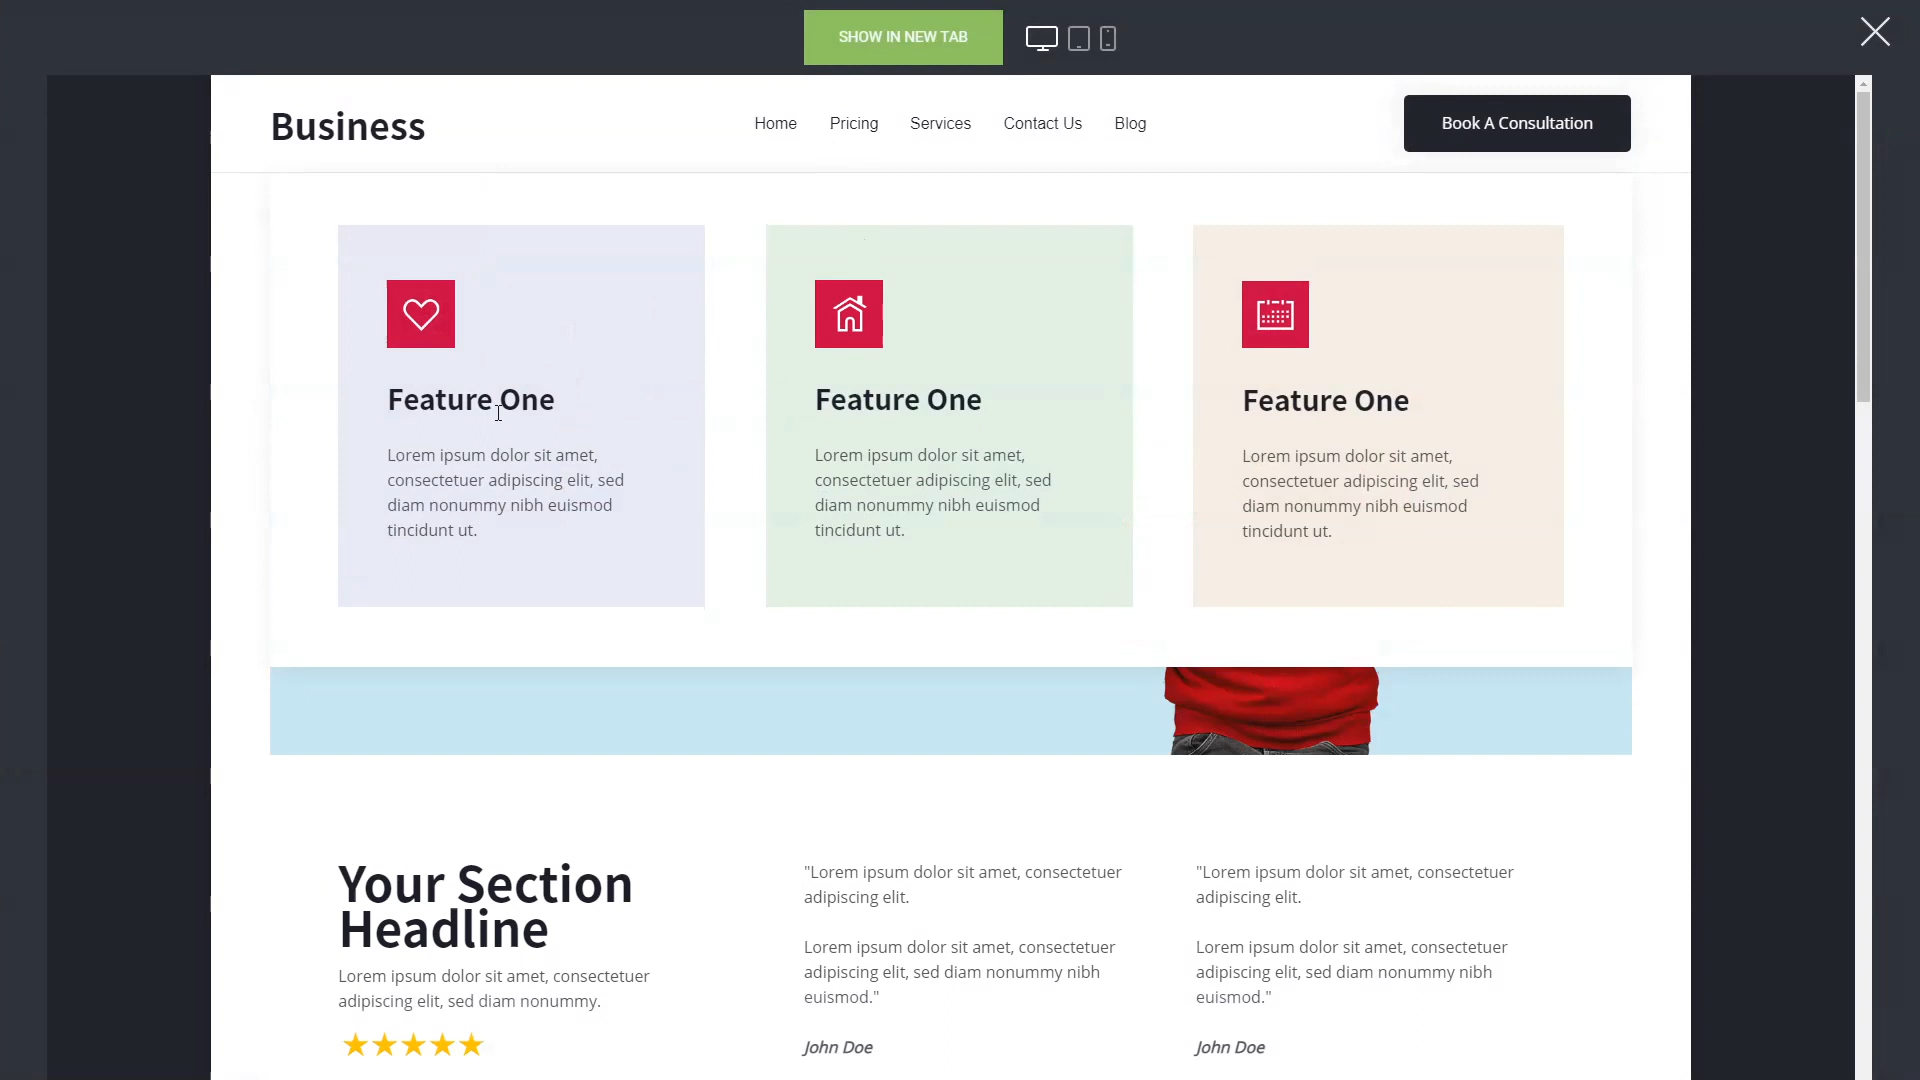 SHOW IN NEW TAB
Business
Home Pricing Services Contact Us Blog
Book A Consultation
Feature One
Lorem ipsum dolor sit amet,
consectetuer adipiscing elit, sed
diam nonummy nibh euismod
tincidunt ut.
Feature One
Lorem ipsum dolor sit amet,
consectetuer adipiscing elit, sed
diam nonummy nibh euismod
tincidunt ut.
Feature One
Lorem ipsum dolor sit amet,
consectetuer adipiscing elit, sed
diam nonummy nibh euismod
tincidunt ut.
Your Section
Headline
Lorem ipsum dolor sit amet, consectetuer
adipiscing elit, sed diam nonummy.
"Lorem ipsum dolor sit amet, consectetuer
adipiscing elit.
Lorem ipsum dolor sit amet, consectetuer
adipiscing elit, sed diam nonummy nibh
euismod."
John Doe
"Lorem ipsum dolor sit amet, consectetuer
adipiscing elit.
Lorem ipsum dolor sit amet, consectetuer
adipiscing elit, sed diam nonummy nibh
euismod."
John Doe